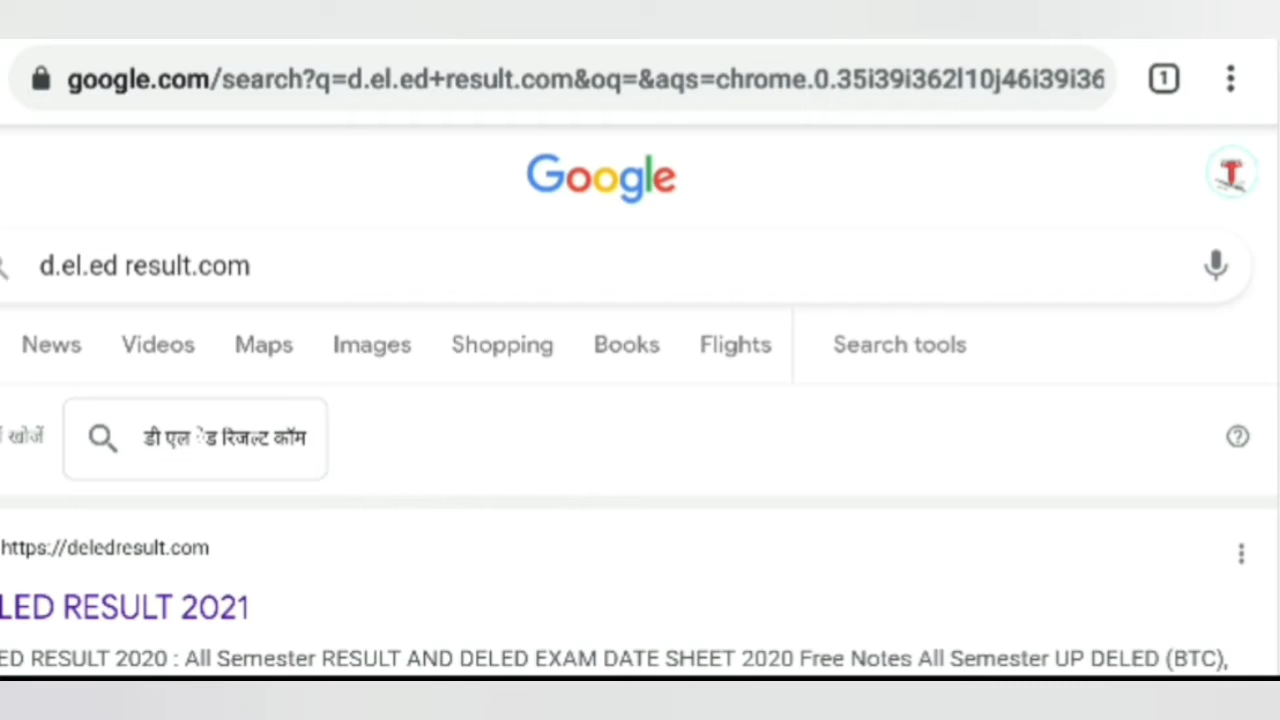 google.com/search?q=d.el.ed+result.com&oq=&aqs=chrome.0.35i39i362l10j46i39i36
1
Google
d.el.ed result.com
News Videos Maps Images Shopping Books Flights Search tools
खोजें
डी एल ेड रिजल्ट कॉम
https://deledresult.com
LED RESULT 2021
ED RESULT 2020 : All Semester RESULT AND DELED EXAM DATE SHEET 2020 Free Notes All Semester UP DELED (BTC),